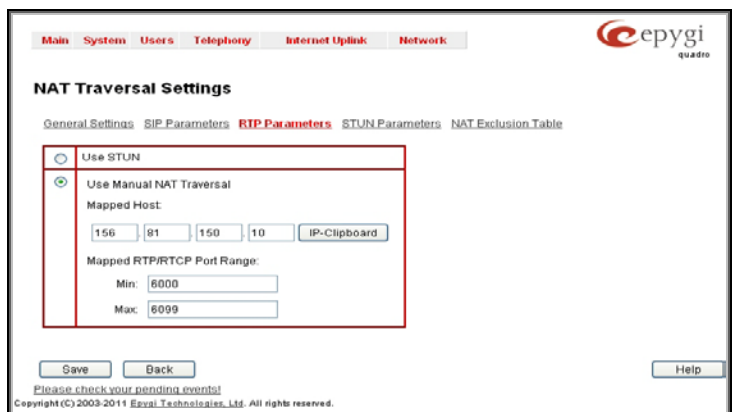 Main System Users Telephony Internet Uplink Network
epygi
quadro
NAT Traversal Settings
General Settings SIP Parameters RTP Parameters STUN Parameters NAT Exclusion Table
Use STUN
Use Manual NAT Traversal
Mapped Host:
156 . 81 . 150 . 10 IP-Clipboard
Mapped RTP/RTCP Port Range:
Min: 6000
Max: 6099
Save Back Help
Please check your pending events!
Copyright (C) 2003-2011 Epygi Technologies, Ltd. All rights reserved.